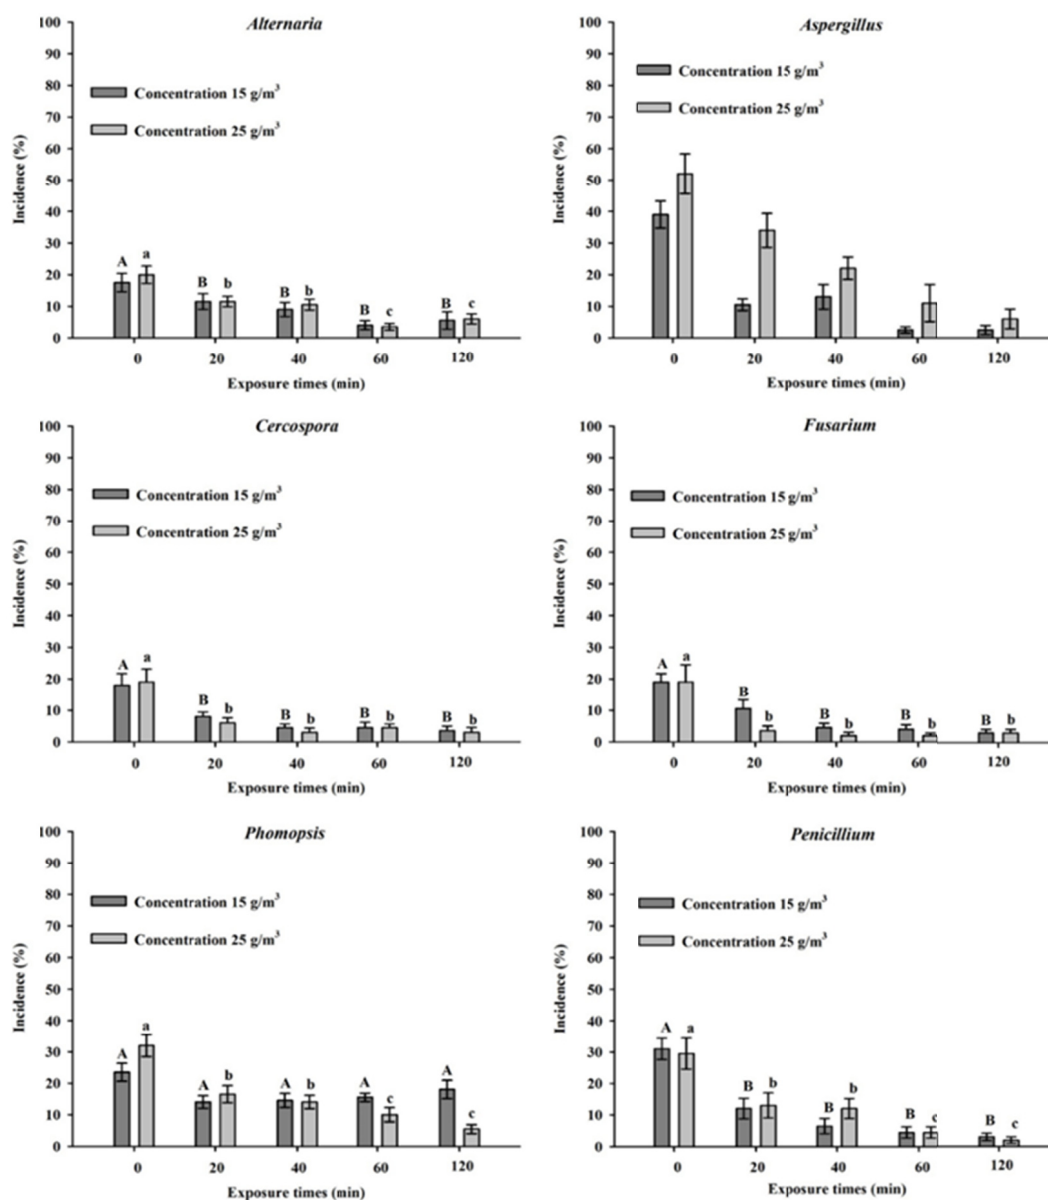 Alternaria
100
90
80
70
60
50
40
30
20
10
0
Incidence (%)
Concentration 15 g/m³
Concentration 25 g/m³
A a B b B b B c B c
0 20 40 60 120
Exposure times (min)
Aspergillus
100
90
80
70
60
50
40
30
20
10
0
Incidence (%)
Concentration 15 g/m³
Concentration 25 g/m³
0 20 40 60 120
Exposure times (min)
Cercospora
100
90
80
70
60
50
40
30
20
10
0
Incidence (%)
Concentration 15 g/m³
Concentration 25 g/m³
A a B b B b B b B b
0 20 40 60 120
Exposure times (min)
Fusarium
100
90
80
70
60
50
40
30
20
10
0
Incidence (%)
Concentration 15 g/m³
Concentration 25 g/m³
A a B b B b B b B b
0 20 40 60 120
Exposure times (min)
Phomopsis
100
90
80
70
60
50
40
30
20
10
0
Incidence (%)
Concentration 15 g/m³
Concentration 25 g/m³
A a A b A b A c A c
0 20 40 60 120
Exposure times (min)
Penicillium
100
90
80
70
60
50
40
30
20
10
0
Incidence (%)
Concentration 15 g/m³
Concentration 25 g/m³
A a B b B b B c B c
0 20 40 60 120
Exposure times (min)